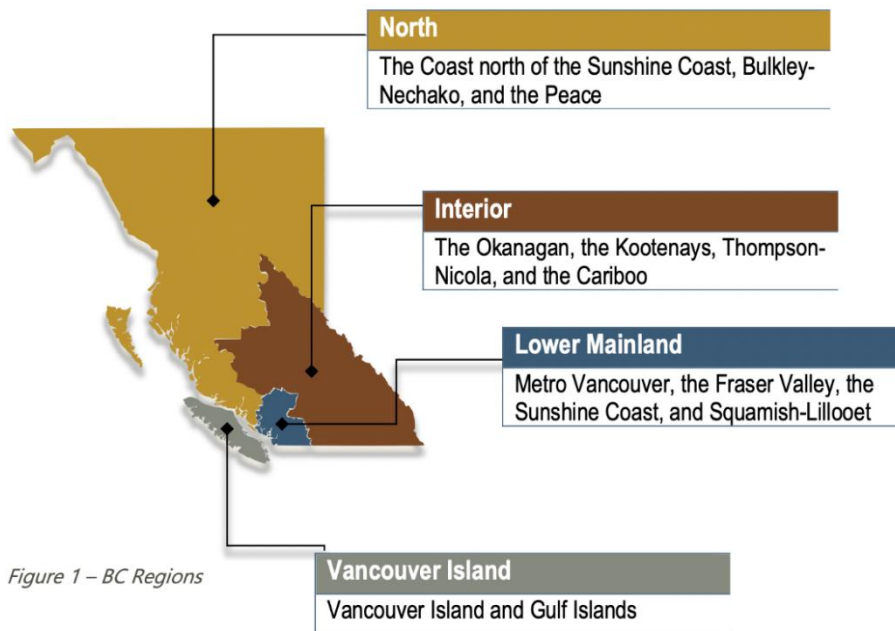 North
The Coast north of the Sunshine Coast, Bulkley-
Nechako, and the Peace
Interior
The Okanagan, the Kootenays, Thompson-
Nicola, and the Cariboo
Lower Mainland
Metro Vancouver, the Fraser Valley, the
Sunshine Coast, and Squamish-Lillooet
Figure 1 – BC Regions
Vancouver Island
Vancouver Island and Gulf Islands